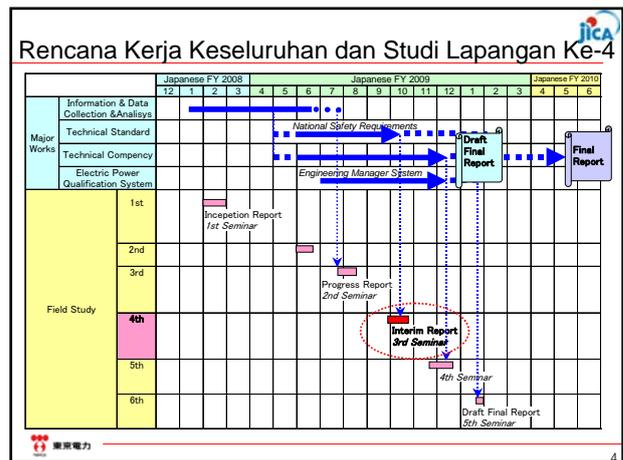 JICA
Rencana Kerja Keseluruhan dan Studi Lapangan Ke-4
Japanese FY 2008 Japanese FY 2009 Japanese FY 2010
12 1 2 3 4 5 6 7 8 9 10 11 12 1 2 3 4 5 6
Major
Works
Information & Data
Collection &Analisys
Technical Standard
National Safety Requirements
Technical Compency
Electric Power
Qualification System
Engineering Manager System
Draft
Final
Report
Final
Report
Field Study
1st
Incepetion Report
1st Seminar
2nd
3rd
Progress Report
2nd Seminar
4th
Interim Report
3rd Seminar
5th
4th Seminar
6th
Draft Final Report
5th Seminar
東京電力
4